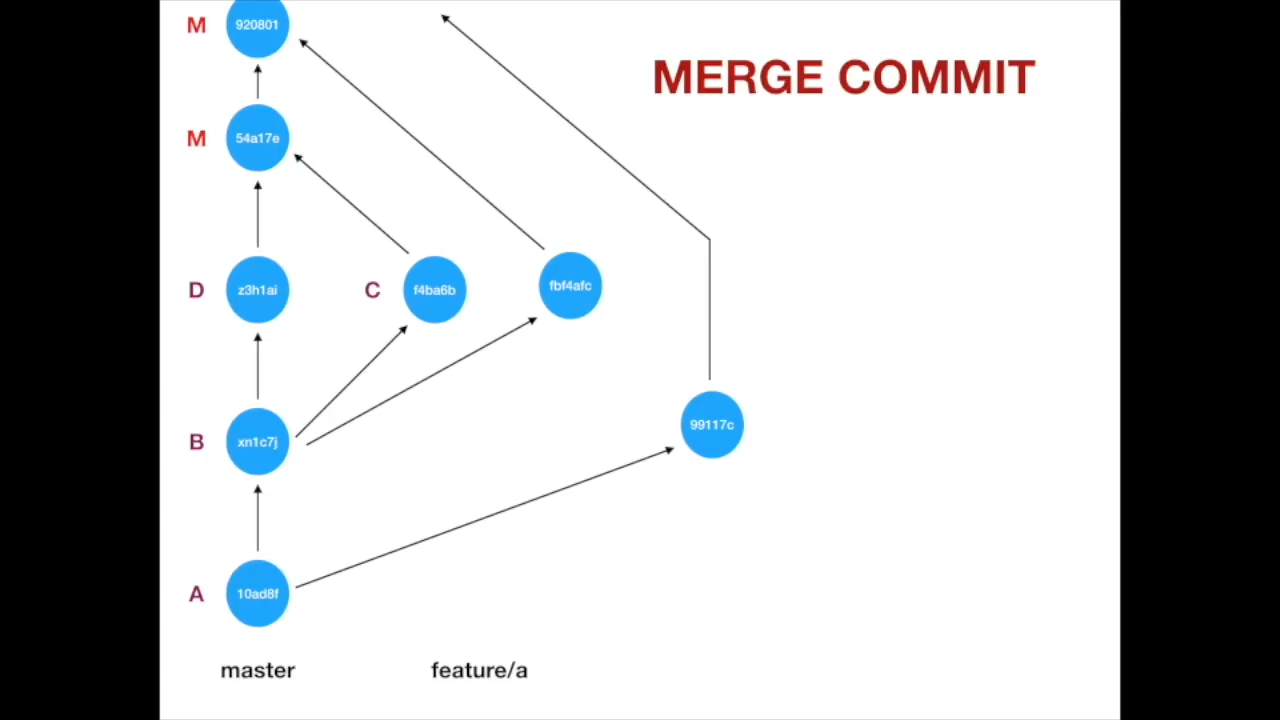 M 920801
MERGE COMMIT
M 54a17e
D z3h1ai C f4ba6b fbf4afc
B xn1c7j 99117c
A 10ad8f
master feature/a